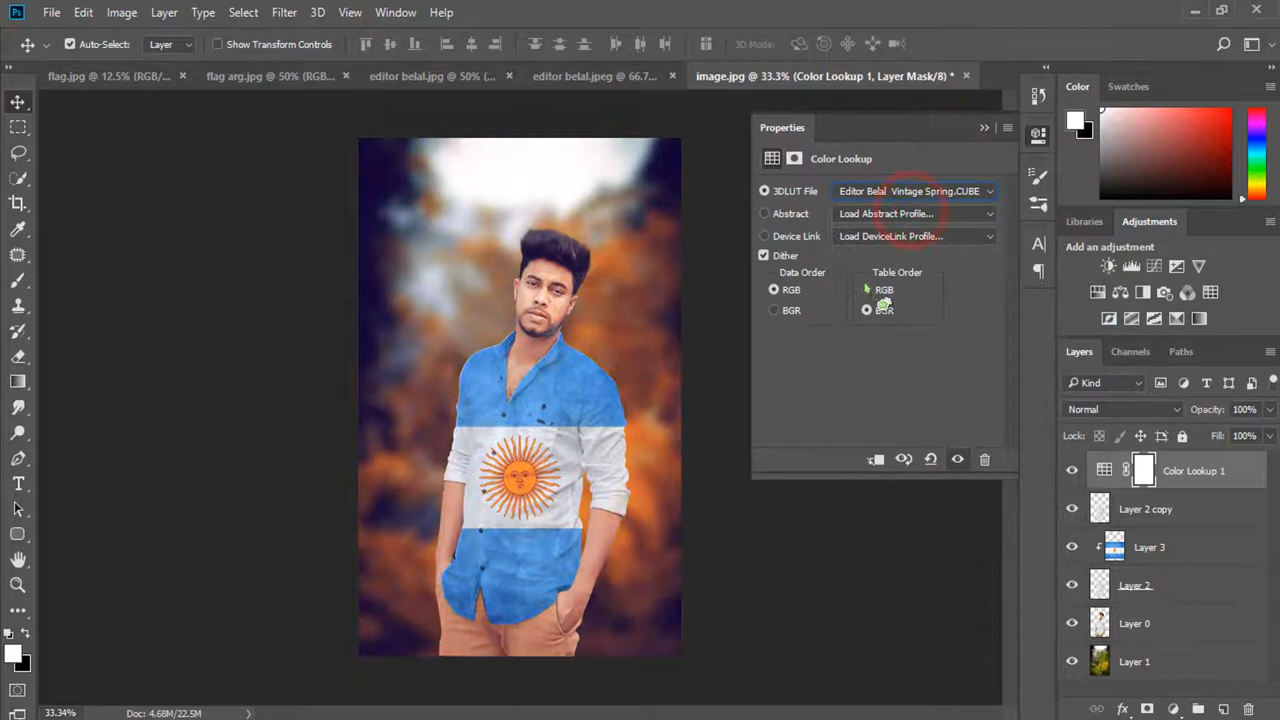 Ps File Edit Image Layer Type Select Filter 3D View Window Help
Auto-Select: Layer Show Transform Controls 3D Mode:
flag.jpg @ 12.5% (RGB/... × flag arg.jpg @ 50% (RGB... × editor belal.jpg @ 50% (... × editor belal.jpeg @ 66.7... × image.jpg @ 33.3% (Color Lookup 1, Layer Mask/8) * ×
Color Swatches
Properties
Color Lookup
3DLUT File Editor Belal Vintage Spring.CUBE
Abstract Load Abstract Profile...
Device Link Load DeviceLink Profile...
Dither
Data Order Table Order
RGB RGB
BGR BGR
Libraries Adjustments
Add an adjustment
Layers Channels Paths
Kind
Normal Opacity: 100%
Lock: Fill: 100%
Color Lookup 1
Layer 2 copy
Layer 3
Layer 2
Layer 0
Layer 1
33.34% Doc: 4.68M/22.5M